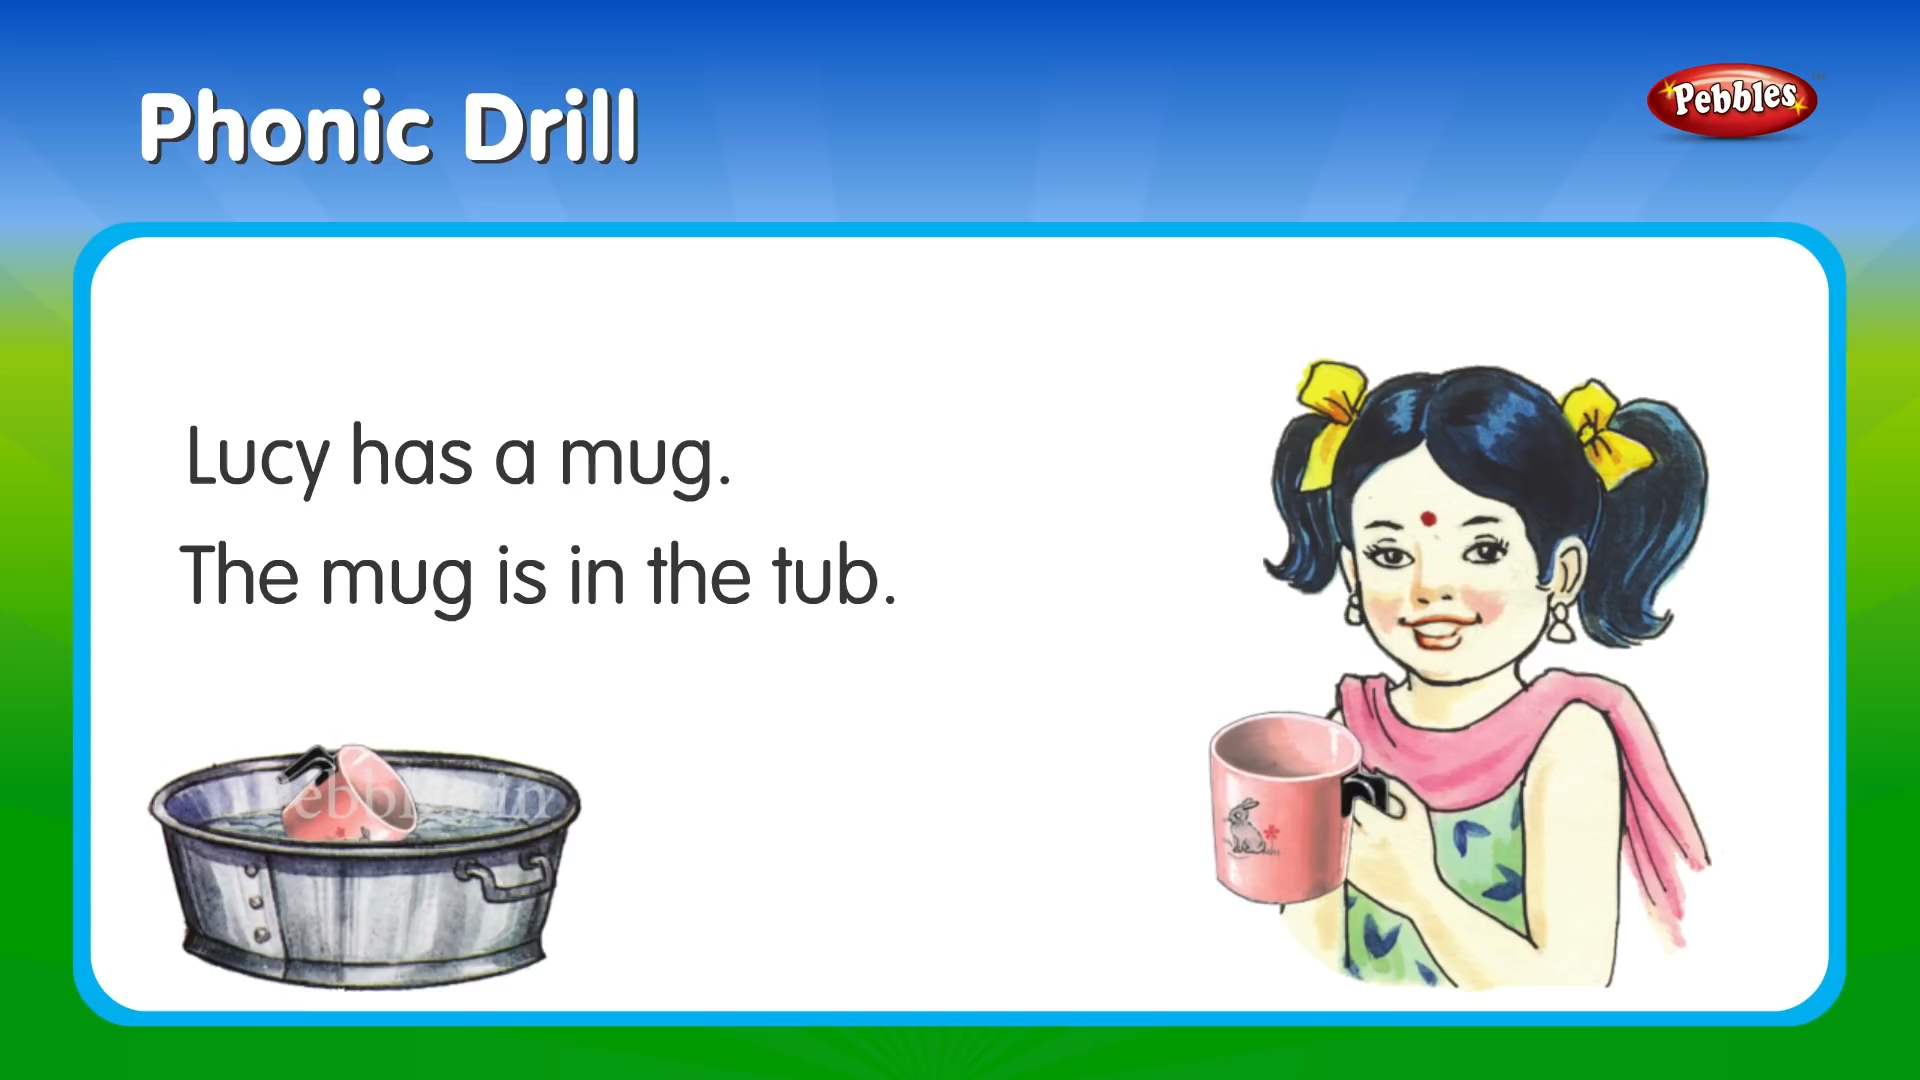 Phonic Drill
Pebbles
Lucy has a mug.
The mug is in the tub.